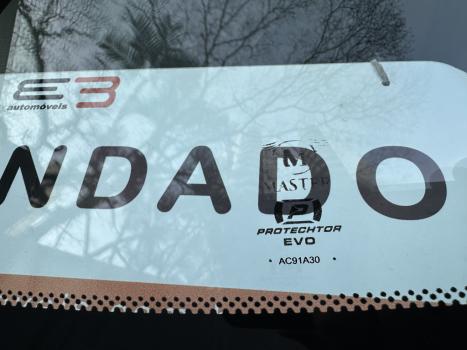 E3
automóveis
NDADO
M
MASTER
P
PROTECHTOR
EVO
AC91A30